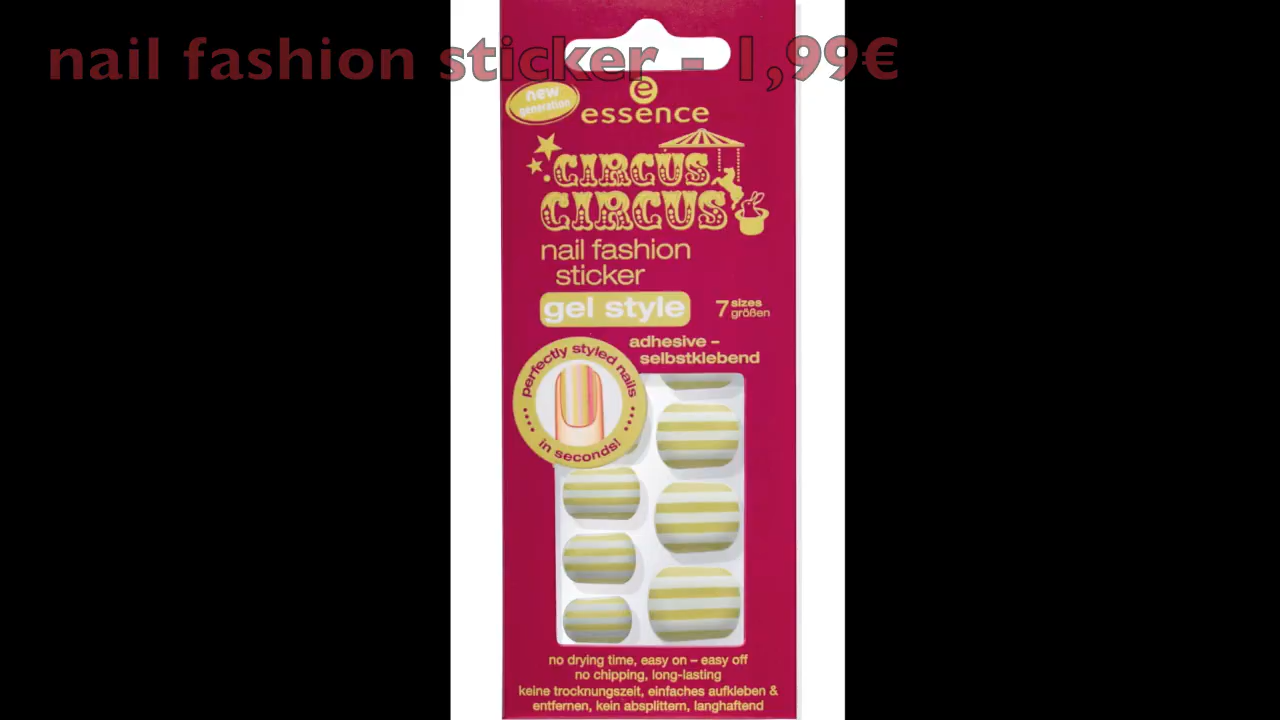 nail fashion sticker - 1,99€
new
generation
e
essence
CIRCUS
CIRCUS
nail fashion
sticker
gel style
7 sizes
größen
adhesive –
selbstklebend
perfectly styled nails
in seconds!
no drying time, easy on – easy off
no chipping, long-lasting
keine trocknungszeit, einfaches aufkleben &
entfernen, kein absplittern, langhaftend